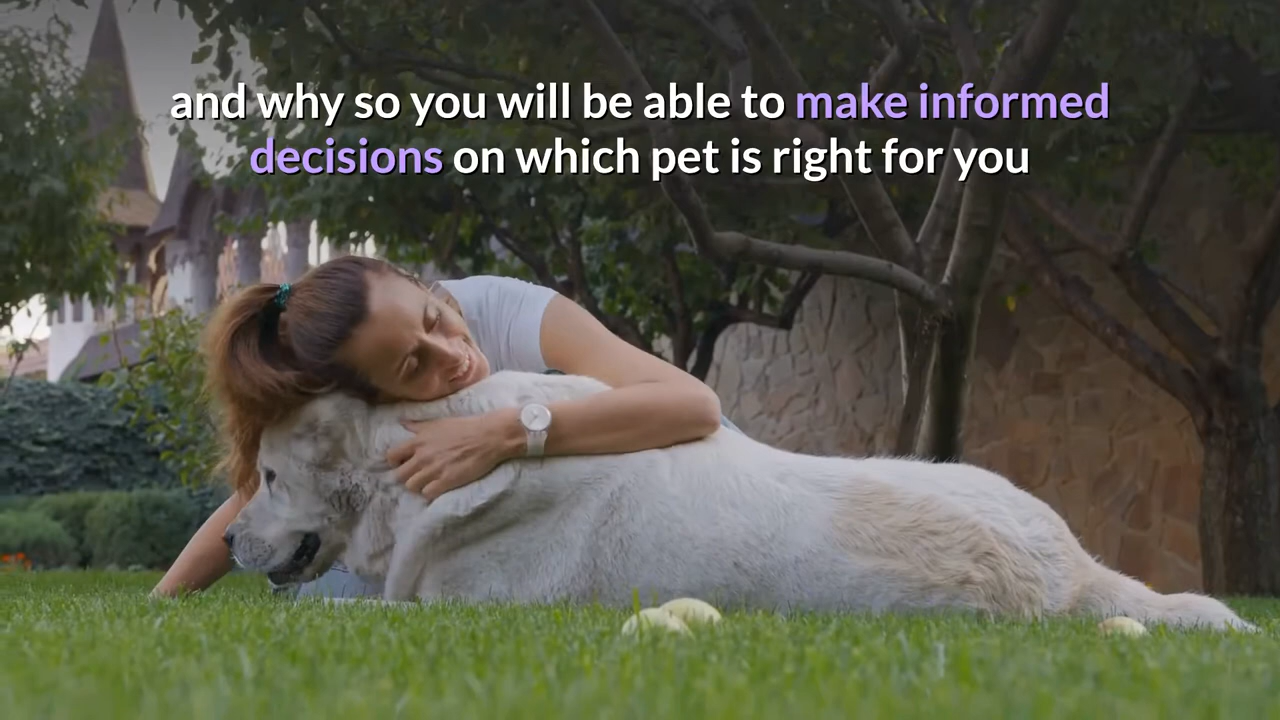 and why so you will be able to make informed
decisions on which pet is right for you